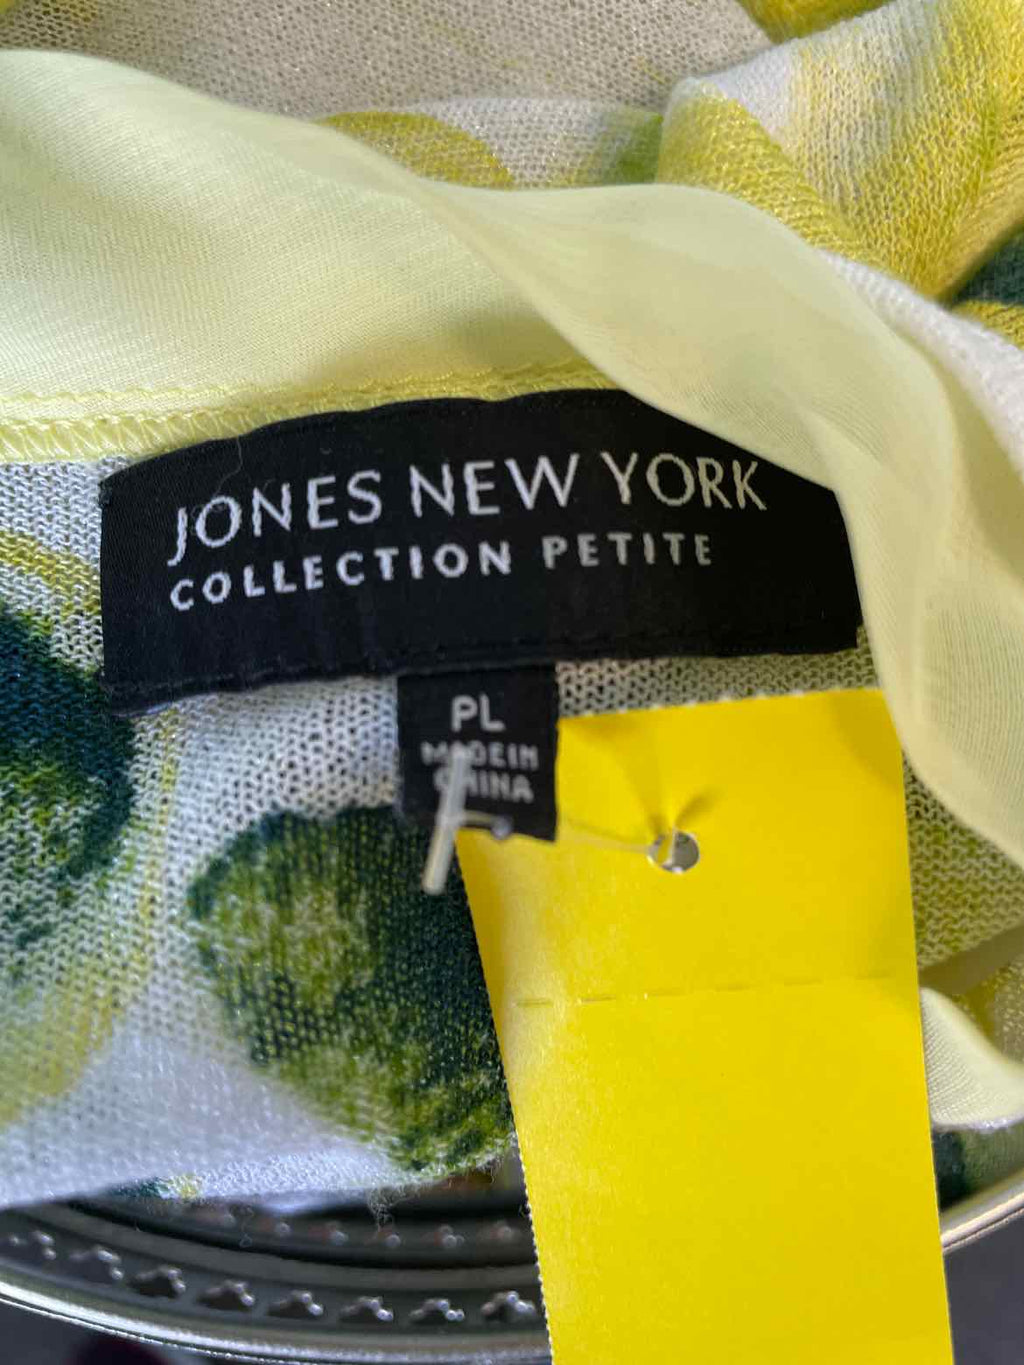 JONES NEW YORK
COLLECTION PETITE
PL
MADE IN
CHINA